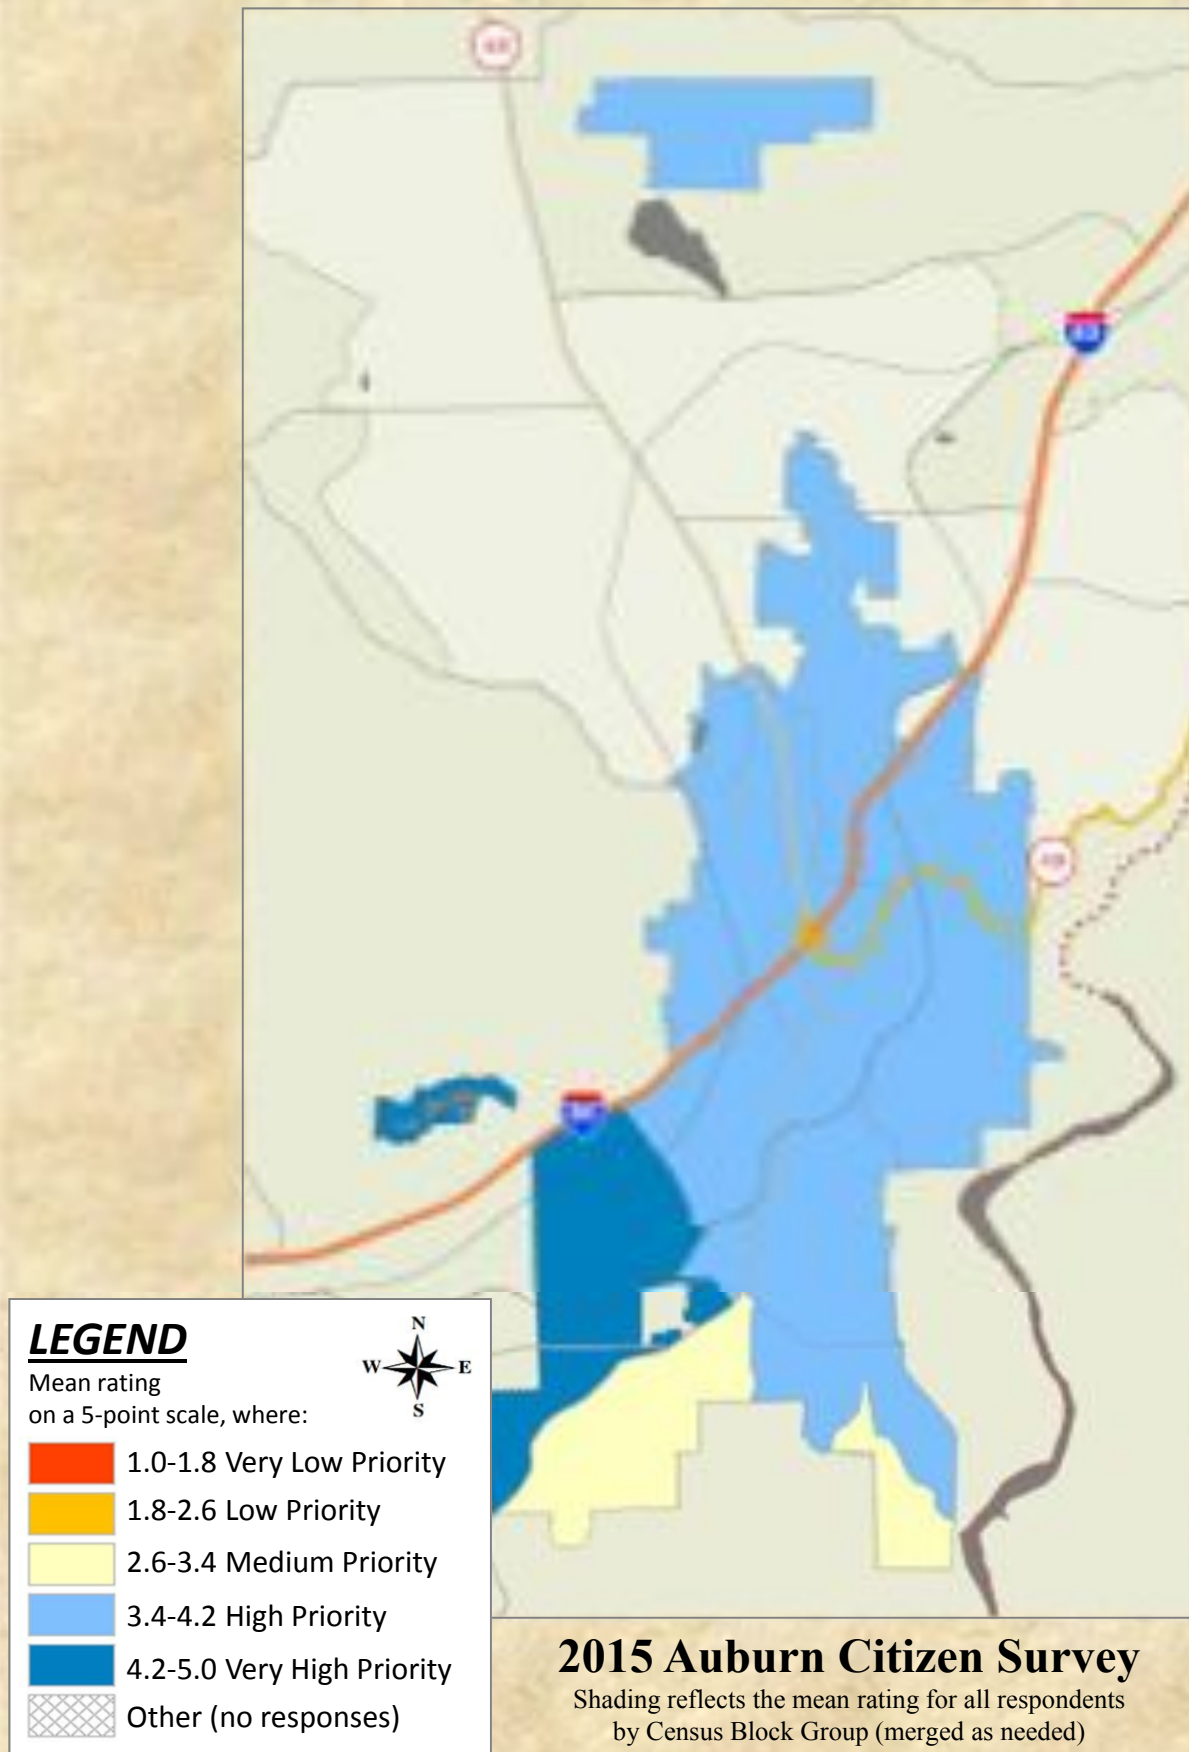 LEGEND
Mean rating
on a 5-point scale, where:
N
W E
S
1.0-1.8 Very Low Priority
1.8-2.6 Low Priority
2.6-3.4 Medium Priority
3.4-4.2 High Priority
4.2-5.0 Very High Priority
Other (no responses)
2015 Auburn Citizen Survey
Shading reflects the mean rating for all respondents
by Census Block Group (merged as needed)